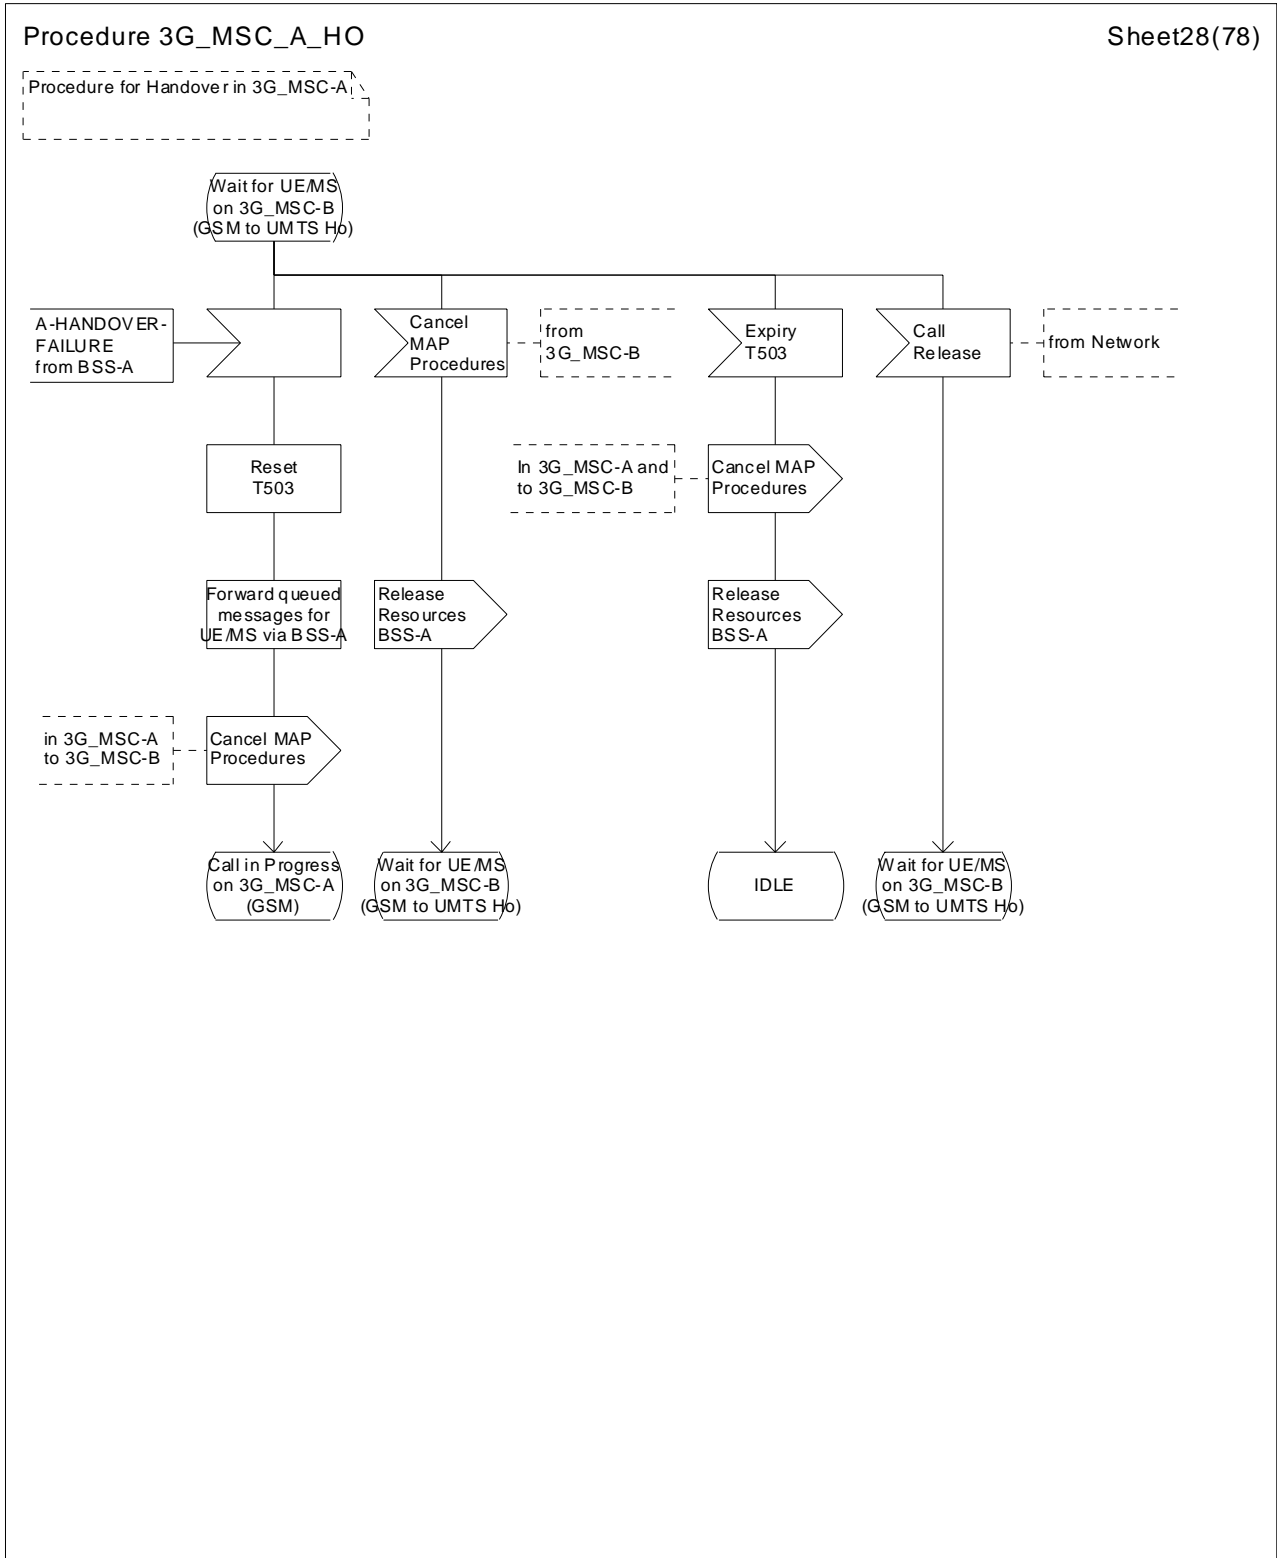 Procedure 3G_MSC_A_HO
Sheet28(78)
Procedure for Handover in 3G_MSC-A
Wait for UE/MS
on 3G_MSC-B
(GSM to UMTS Ho)
A-HANDOVER-
FAILURE
from BSS-A
Cancel
MAP
Procedures
from
3G_MSC-B
Expiry
T503
Call
Release
from Network
Reset
T503
In 3G_MSC-A and
to 3G_MSC-B
Cancel MAP
Procedures
Forward queued
messages for
UE/MS via BSS-A
Release
Resources
BSS-A
Release
Resources
BSS-A
in 3G_MSC-A
to 3G_MSC-B
Cancel MAP
Procedures
Call in Progress
on 3G_MSC-A
(GSM)
Wait for UE/MS
on 3G_MSC-B
(GSM to UMTS Ho)
IDLE
Wait for UE/MS
on 3G_MSC-B
(GSM to UMTS Ho)